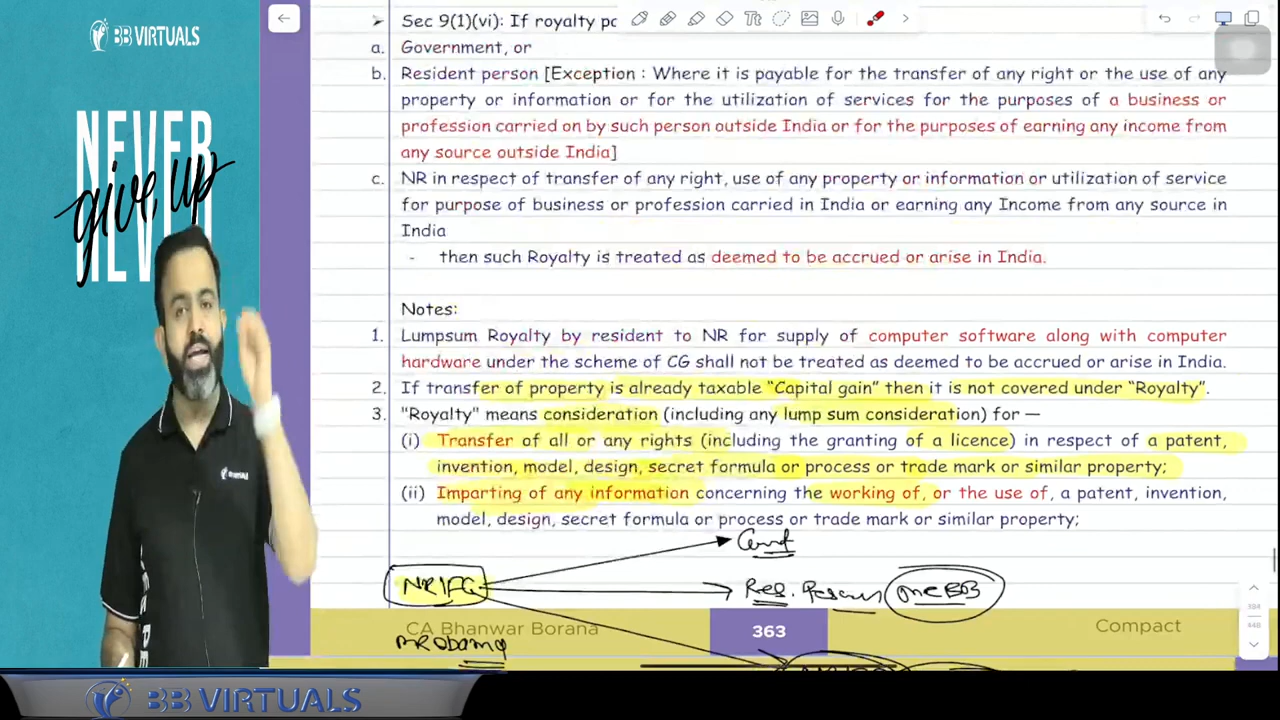 BB VIRTUALS
NEVER
give up
NEVER
➤ Sec 9(1)(vi): If royalty pa
a. Government, or
b. Resident person [Exception : Where it is payable for the transfer of any right or the use of any
property or information or for the utilization of services for the purposes of a business or
profession carried on by such person outside India or for the purposes of earning any income from
any source outside India]
c. NR in respect of transfer of any right, use of any property or information or utilization of service
for purpose of business or profession carried in India or earning any Income from any source in
India
- then such Royalty is treated as deemed to be accrued or arise in India.
Notes:
1. Lumpsum Royalty by resident to NR for supply of computer software along with computer
hardware under the scheme of CG shall not be treated as deemed to be accrued or arise in India.
2. If transfer of property is already taxable "Capital gain" then it is not covered under "Royalty".
3. "Royalty" means consideration (including any lump sum consideration) for —
(i) Transfer of all or any rights (including the granting of a licence) in respect of a patent,
invention, model, design, secret formula or process or trade mark or similar property;
(ii) Imparting of any information concerning the working of, or the use of, a patent, invention,
model, design, secret formula or process or trade mark or similar property;
Govt
NR/FC
Res. Person
Mr BB
CA Bhanwar Borana
363
Compact
MR Obama
394
448
BB VIRTUALS